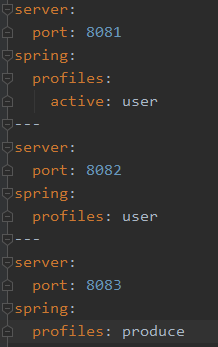 server:
  port: 8081
spring:
  profiles:
    active: user
---
server:
  port: 8082
spring:
  profiles: user
---
server:
  port: 8083
spring:
  profiles: produce